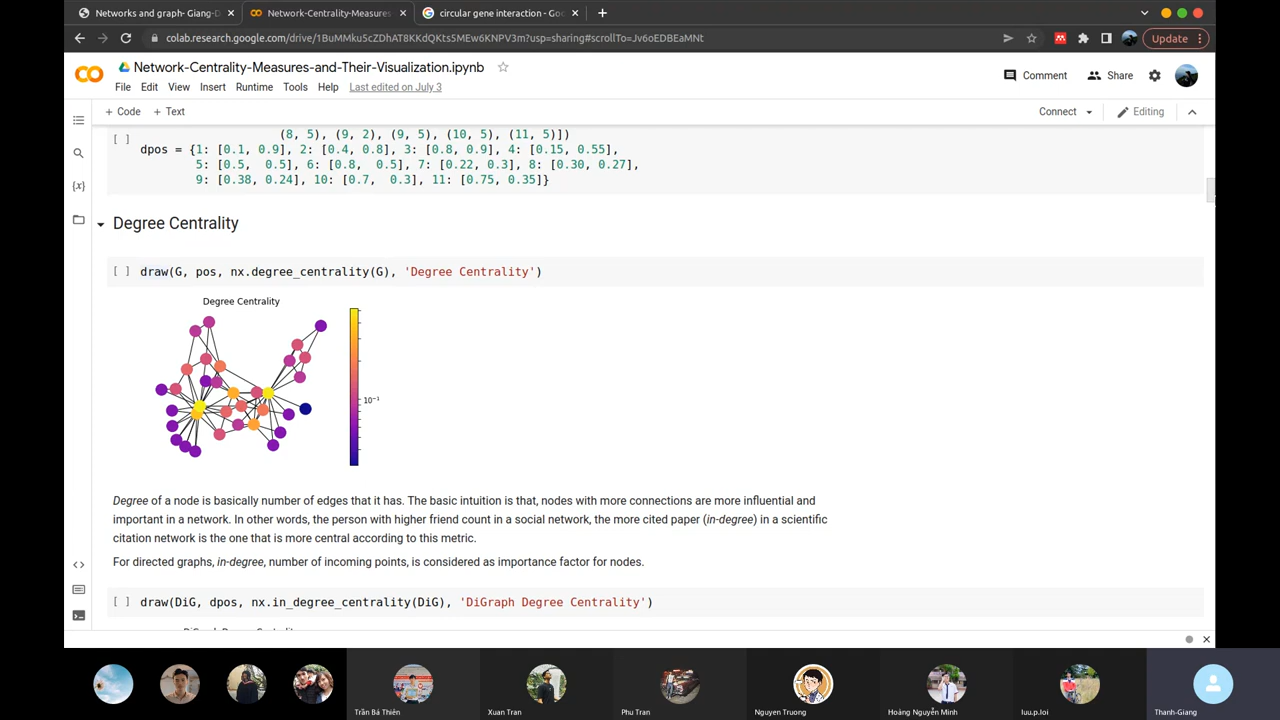 Networks and graph- Giang-D
Network-Centrality-Measures
circular gene interaction - Goo
colab.research.google.com/drive/1BuMMku5cZDhAT8KKdQKtsSMEw6KNPV3m?usp=sharing#scrollTo=Jv6oEDBEaMNt
Update
Network-Centrality-Measures-and-Their-Visualization.ipynb
Comment
Share
File Edit View Insert Runtime Tools Help Last edited on July 3
+ Code + Text
Connect
Editing
(8, 5), (9, 2), (9, 5), (10, 5), (11, 5)])
[ ]
dpos = {1: [0.1, 0.9], 2: [0.4, 0.8], 3: [0.8, 0.9], 4: [0.15, 0.55],
5: [0.5, 0.5], 6: [0.8, 0.5], 7: [0.22, 0.3], 8: [0.30, 0.27],
9: [0.38, 0.24], 10: [0.7, 0.3], 11: [0.75, 0.35]}
{x}
Degree Centrality
[ ] draw(G, pos, nx.degree_centrality(G), 'Degree Centrality')
Degree Centrality
10⁻¹
Degree of a node is basically number of edges that it has. The basic intuition is that, nodes with more connections are more influential and
important in a network. In other words, the person with higher friend count in a social network, the more cited paper (in-degree) in a scientific
citation network is the one that is more central according to this metric.
For directed graphs, in-degree, number of incoming points, is considered as importance factor for nodes.
[ ] draw(DiG, dpos, nx.in_degree_centrality(DiG), 'DiGraph Degree Centrality')
Trần Bá Thiên
Xuan Tran
Phu Tran
Nguyen Truong
Hoàng Nguyễn Minh
luu.p.loi
Thanh-Giang